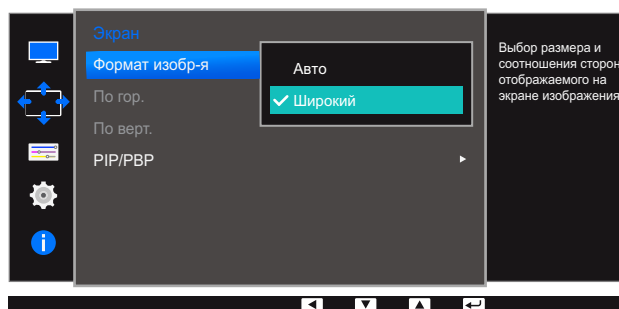 Экран
Формат изобр-я
Авто
Широкий
По гор.
По верт.
PIP/PBP
Выбор размера и
соотношения сторон
отображаемого на
экране изображения